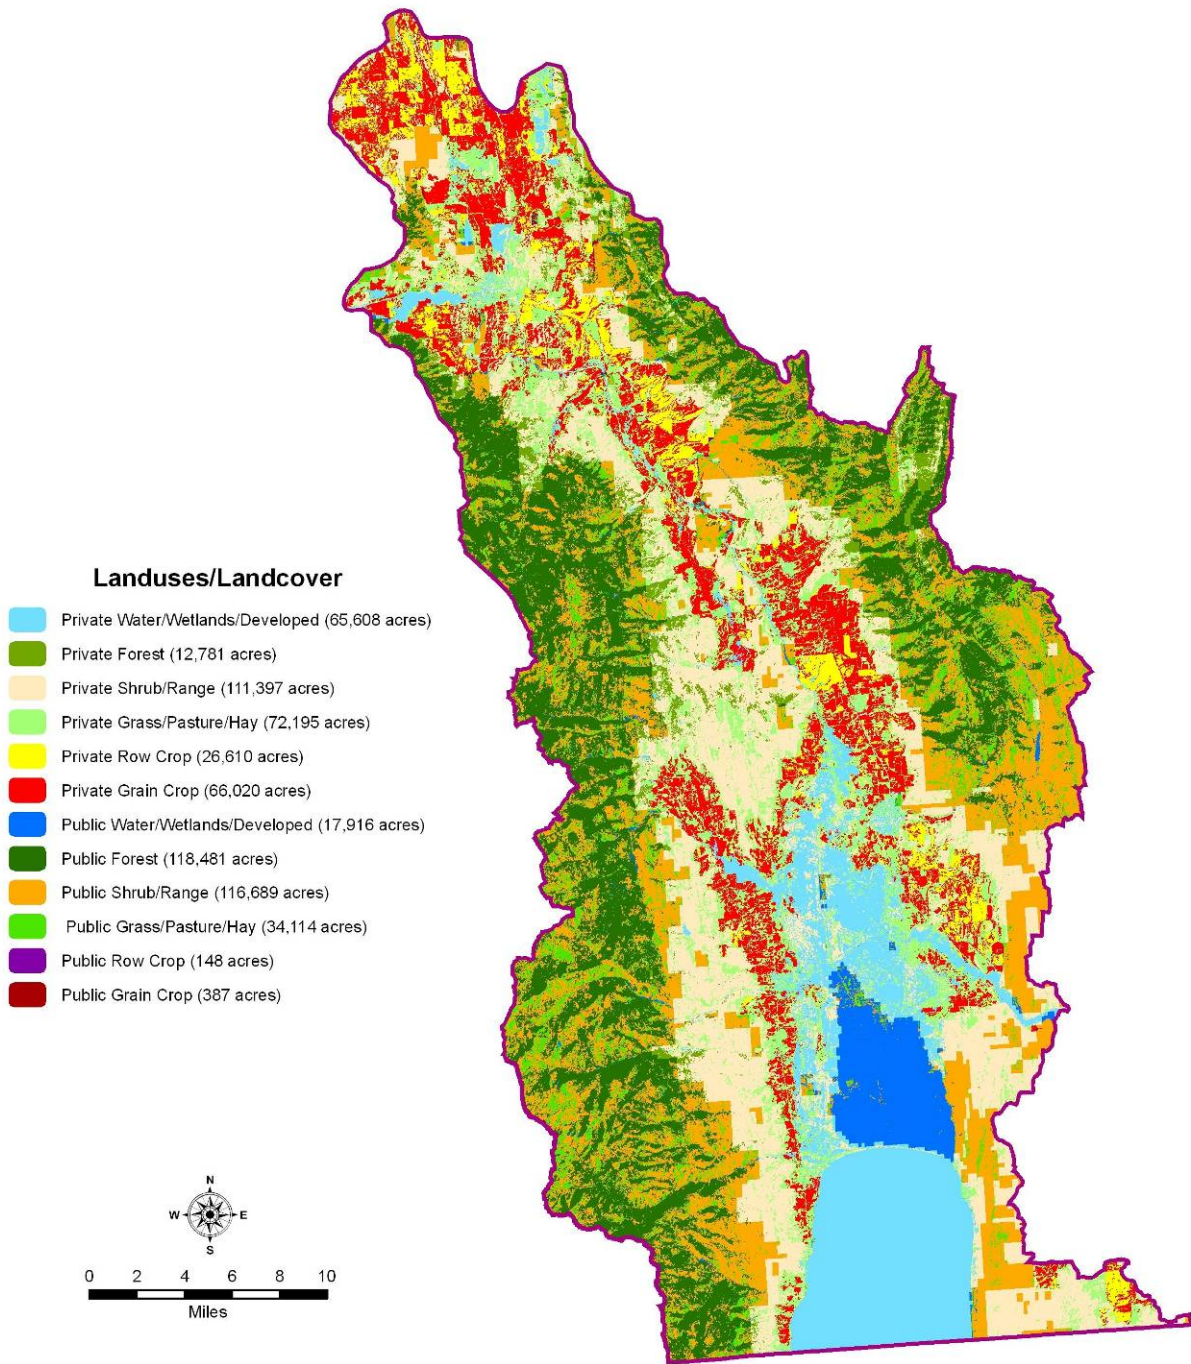 Landuses/Landcover
Private Water/Wetlands/Developed (65,608 acres)
Private Forest (12,781 acres)
Private Shrub/Range (111,397 acres)
Private Grass/Pasture/Hay (72,195 acres)
Private Row Crop (26,610 acres)
Private Grain Crop (66,020 acres)
Public Water/Wetlands/Developed (17,916 acres)
Public Forest (118,481 acres)
Public Shrub/Range (116,689 acres)
Public Grass/Pasture/Hay (34,114 acres)
Public Row Crop (148 acres)
Public Grain Crop (387 acres)
N
W E
S
0 2 4 6 8 10
Miles